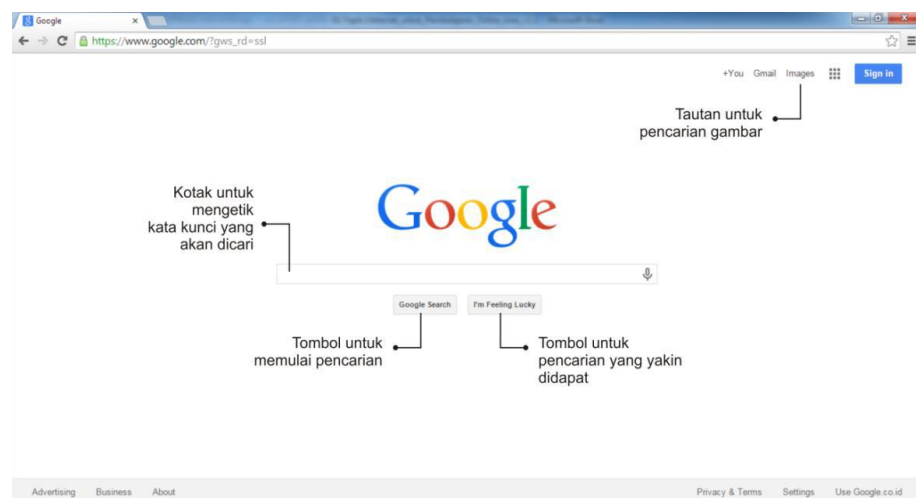 Google
https://www.google.com/?gws_rd=ssl
+You Gmail Images Sign in
Tautan untuk
pencarian gambar
Kotak untuk
mengetik
kata kunci yang
akan dicari
Google
Google Search I'm Feeling Lucky
Tombol untuk
memulai pencarian
Tombol untuk
pencarian yang yakin
didapat
Advertising Business About Privacy & Terms Settings Use Google.co.id